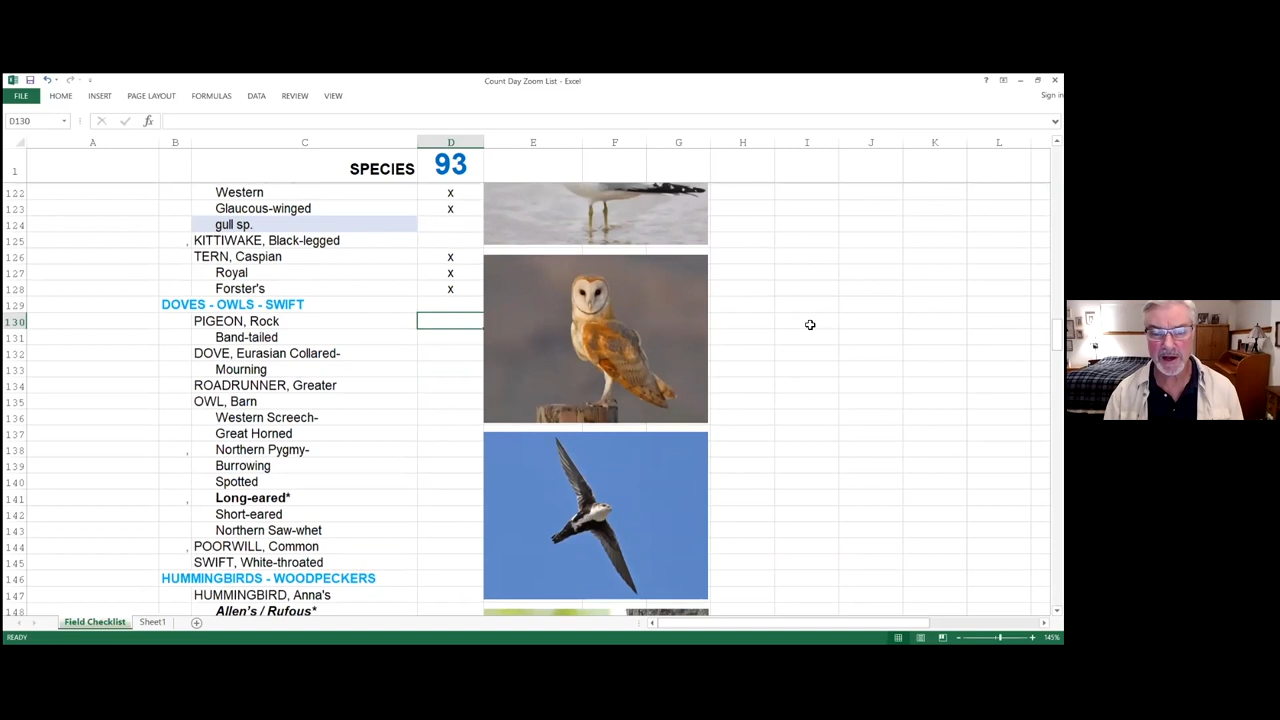 Count Day Zoom List - Excel
?
FILE HOME INSERT PAGE LAYOUT FORMULAS DATA REVIEW VIEW
Sign in
D130 fx
A B C D E F G H I J K L
1 SPECIES 93
122 Western x
123 Glaucous-winged x
124 gull sp.
125 , KITTIWAKE, Black-legged
126 TERN, Caspian x
127 Royal x
128 Forster's x
129 DOVES - OWLS - SWIFT
130 PIGEON, Rock
131 Band-tailed
132 DOVE, Eurasian Collared-
133 Mourning
134 ROADRUNNER, Greater
135 OWL, Barn
136 Western Screech-
137 Great Horned
138 , Northern Pygmy-
139 Burrowing
140 Spotted
141 , Long-eared*
142 Short-eared
143 Northern Saw-whet
144 , POORWILL, Common
145 SWIFT, White-throated
146 HUMMINGBIRDS - WOODPECKERS
147 HUMMINGBIRD, Anna's
148 Allen's / Rufous*
Field Checklist Sheet1
READY
145%